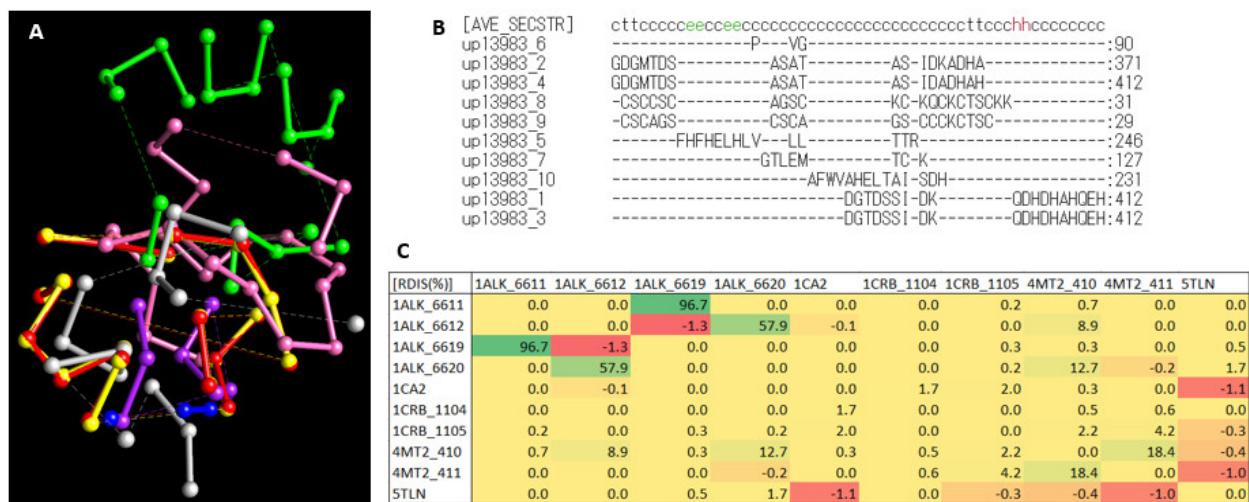 A
B
[AVE_SECSTR] cttcccccceeccee ccccccccccccccccccccccccccttccchhcccccccc
up13983_6 ---------------P---VG---------------------------------:90
up13983_2 GDGMTDS----------ASAT---------AS-IDKADHA-------------:371
up13983_4 GDGMTDS----------ASAT---------AS-IDADHAH-------------:412
up13983_8 -CSCCSC----------AGSC---------KC-KQCKCTSCKK----------:31
up13983_9 -CSCAGS----------CSCA---------GS-CCCKCTSC------------:29
up13983_5 -------FHFHELHLV--LL----------TTR--------------------:246
up13983_7 ----------------GTLEM---------TC-K-------------------:127
up13983_10 ---------------------AFWVAHELTAI-SDH-----------------:231
up13983_1 -------------------------DGTDSSI-DK--------QDHDHAHQEH:412
up13983_3 -------------------------DGTDSSI-DK--------QDHDHAHQEH:412
C
[RDIS(%)] 1ALK_6611 1ALK_6612 1ALK_6619 1ALK_6620 1CA2 1CRB_1104 1CRB_1105 4MT2_410 4MT2_411 5TLN
1ALK_6611 0.0 0.0 96.7 0.0 0.0 0.0 0.2 0.7 0.0 0.0
1ALK_6612 0.0 0.0 -1.3 57.9 -0.1 0.0 0.0 8.9 0.0 0.0
1ALK_6619 96.7 -1.3 0.0 0.0 0.0 0.0 0.3 0.3 0.0 0.5
1ALK_6620 0.0 57.9 0.0 0.0 0.0 0.0 0.2 12.7 -0.2 1.7
1CA2 0.0 -0.1 0.0 0.0 0.0 1.7 2.0 0.3 0.0 -1.1
1CRB_1104 0.0 0.0 0.0 0.0 1.7 0.0 0.0 0.5 0.6 0.0
1CRB_1105 0.2 0.0 0.3 0.2 2.0 0.0 0.0 2.2 4.2 -0.3
4MT2_410 0.7 8.9 0.3 12.7 0.3 0.5 2.2 0.0 18.4 -0.4
4MT2_411 0.0 0.0 0.0 -0.2 0.0 0.6 4.2 18.4 0.0 -1.0
5TLN 0.0 0.0 0.5 1.7 -1.1 0.0 -0.3 -0.4 -1.0 0.0